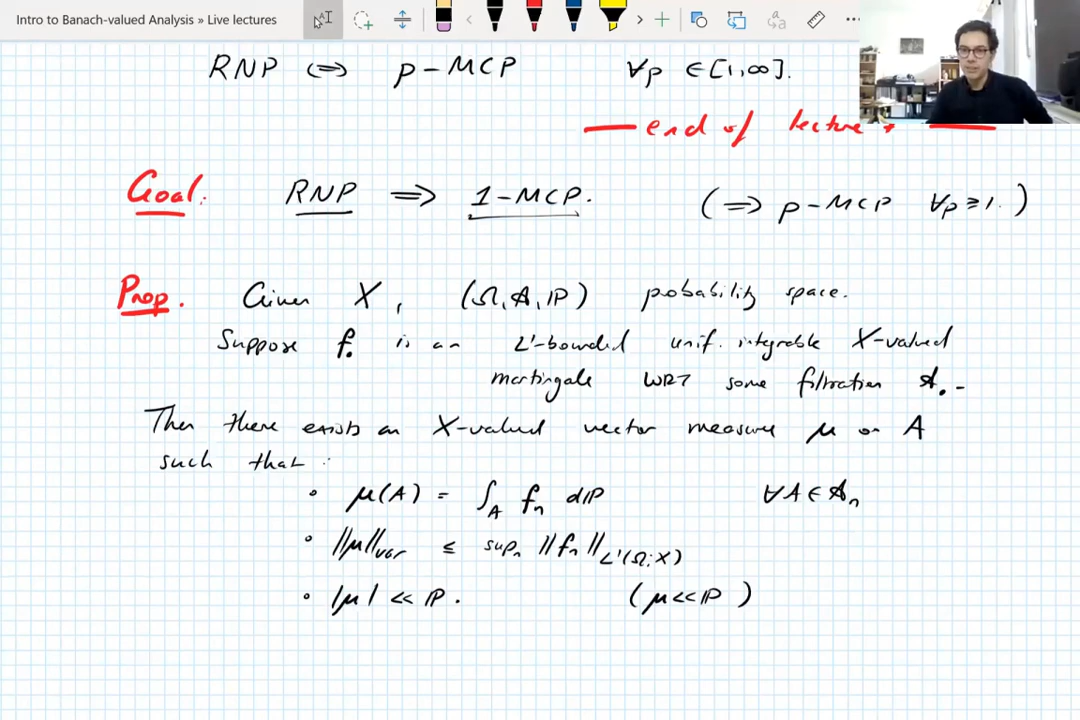 Intro to Banach-valued Analysis » Live lectures
RNP ⟺ p-MCP ∀p ∈ [1,∞].
— end of lecture —
Goal: RNP ⟹ 1-MCP. (⟹ p-MCP ∀p ≥ 1.)
Prop. Given X, (Ω, 𝒜, ℙ) probability space.
Suppose f. is an L¹-bounded unif. integrable X-valued
martingale WRT some filtration 𝒜. -
Then there exists an X-valued vector measure μ on A
such that :
• μ(A) = ∫_A f_n dℙ ∀A ∈ 𝒜_n
• ‖μ‖_var ≤ sup_n ‖f_n‖_{L¹(Ω;X)}
• |μ| << ℙ. (μ << ℙ)